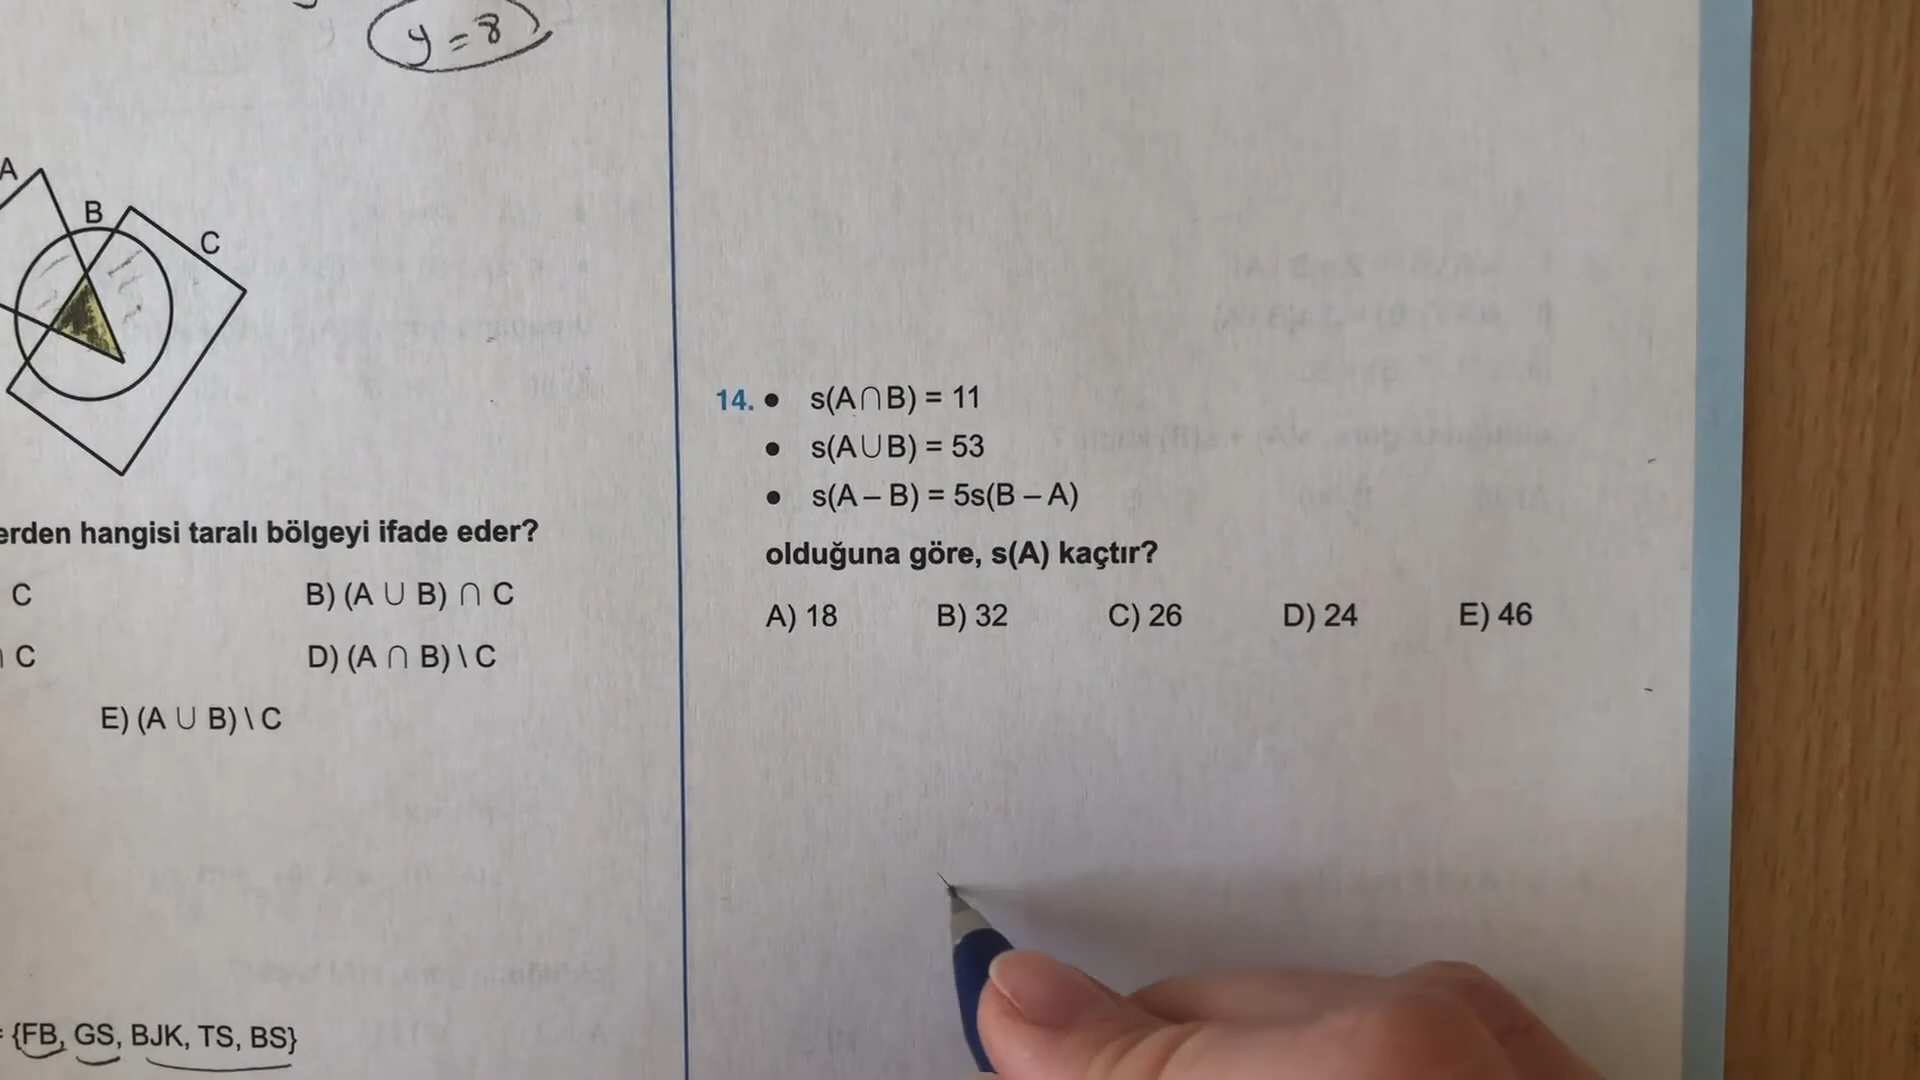 y = 8
A
B
C
erden hangisi taralı bölgeyi ifade eder?
C
B) (A ∪ B) ∩ C
∩ C
D) (A ∩ B) \ C
E) (A ∪ B) \ C
= {FB, GS, BJK, TS, BS}
14. • s(A∩B) = 11
• s(A∪B) = 53
• s(A – B) = 5s(B – A)
olduğuna göre, s(A) kaçtır?
A) 18 B) 32 C) 26 D) 24 E) 46